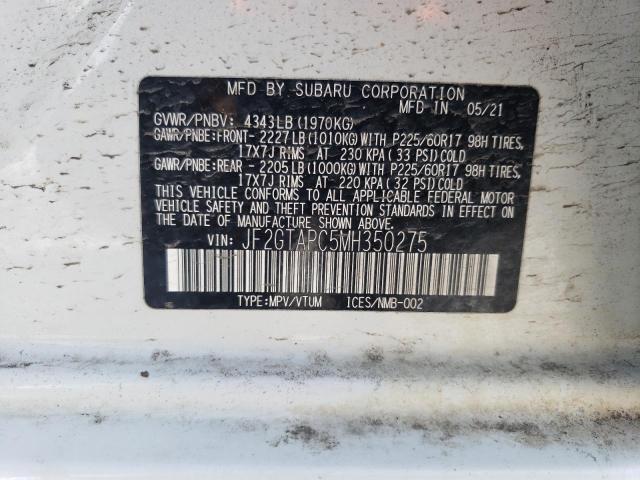 MFD BY SUBARU CORPORATION
MFD IN 05/21
GVWR/PNBV: 4343LB(1970KG)
GAWR/PNBE:FRONT-2227LB(1010KG)WITH P225/60R17 98H TIRES,
17X7J RIMS AT 230 KPA(33 PSI)COLD
GAWR/PNBE:REAR -2205LB(1000KG)WITH P225/60R17 98H TIRES,
17X7J RIMS AT 220 KPA(32 PSI)COLD
THIS VEHICLE CONFORMS TO ALL APPLICABLE FEDERAL MOTOR
VEHICLE SAFETY AND THEFT PREVENTION STANDARDS IN EFFECT ON
THE DATE OF MANUFACTURE SHOWN ABOVE.
VIN: JF2GTAPC5MH350275
TYPE:MPV/VTUM ICES/NMB-002